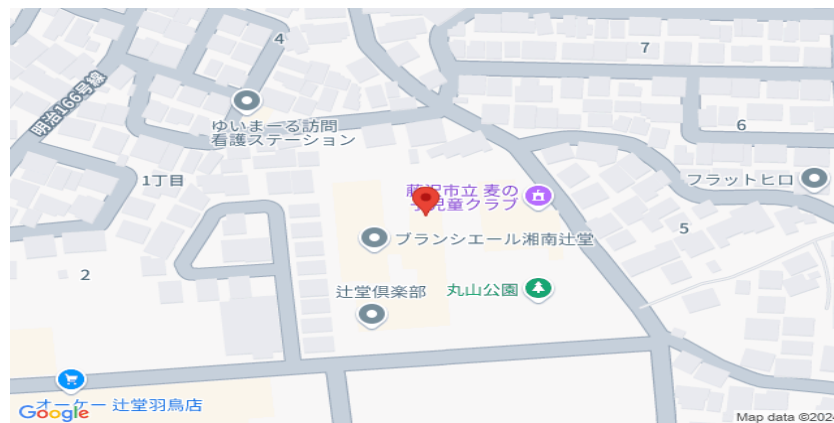 4
7
明治166号線
ゆいまーる訪問
看護ステーション
6
1丁目
藤沢市立 麦の
子児童クラブ
フラットヒロ
5
ブランシエール湘南辻堂
2
辻堂倶楽部
丸山公園
オーケー 辻堂羽鳥店
Google
Map data ©2024